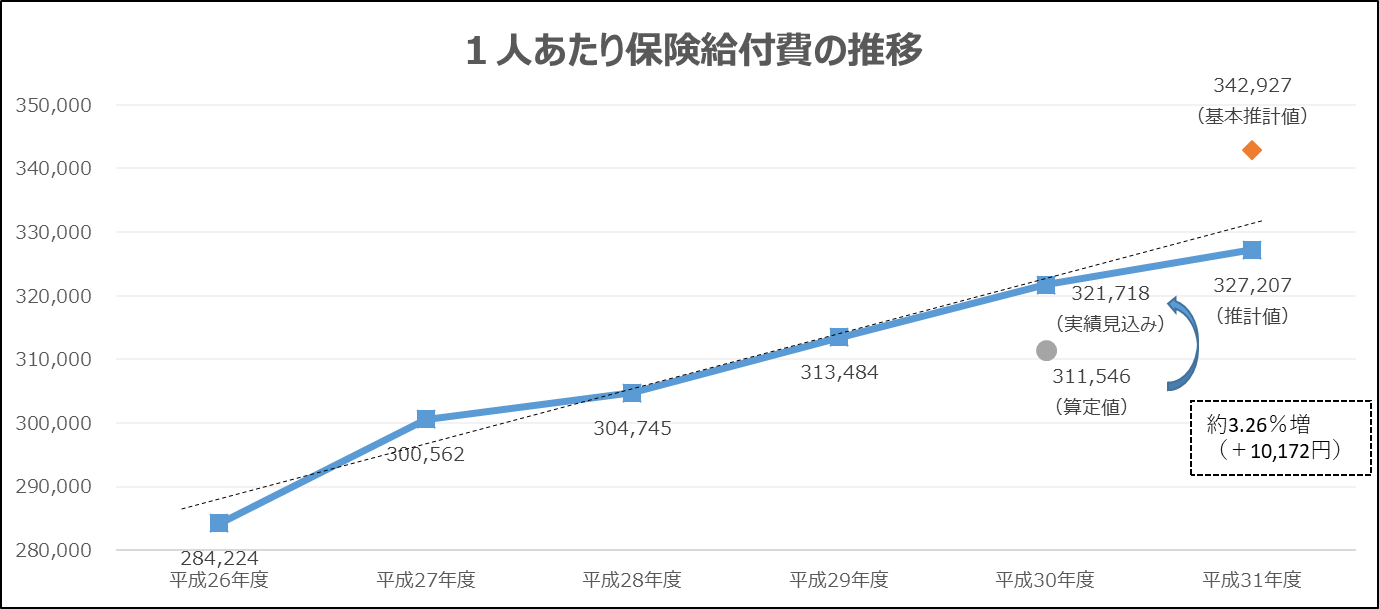 １人あたり保険給付費の推移
342,927
（基本推計値）
350,000
340,000
330,000
320,000
310,000
300,000
290,000
280,000
284,224
300,562
304,745
313,484
321,718
（実績見込み）
311,546
（算定値）
327,207
（推計値）
約3.26％増
（＋10,172円）
平成26年度
平成27年度
平成28年度
平成29年度
平成30年度
平成31年度